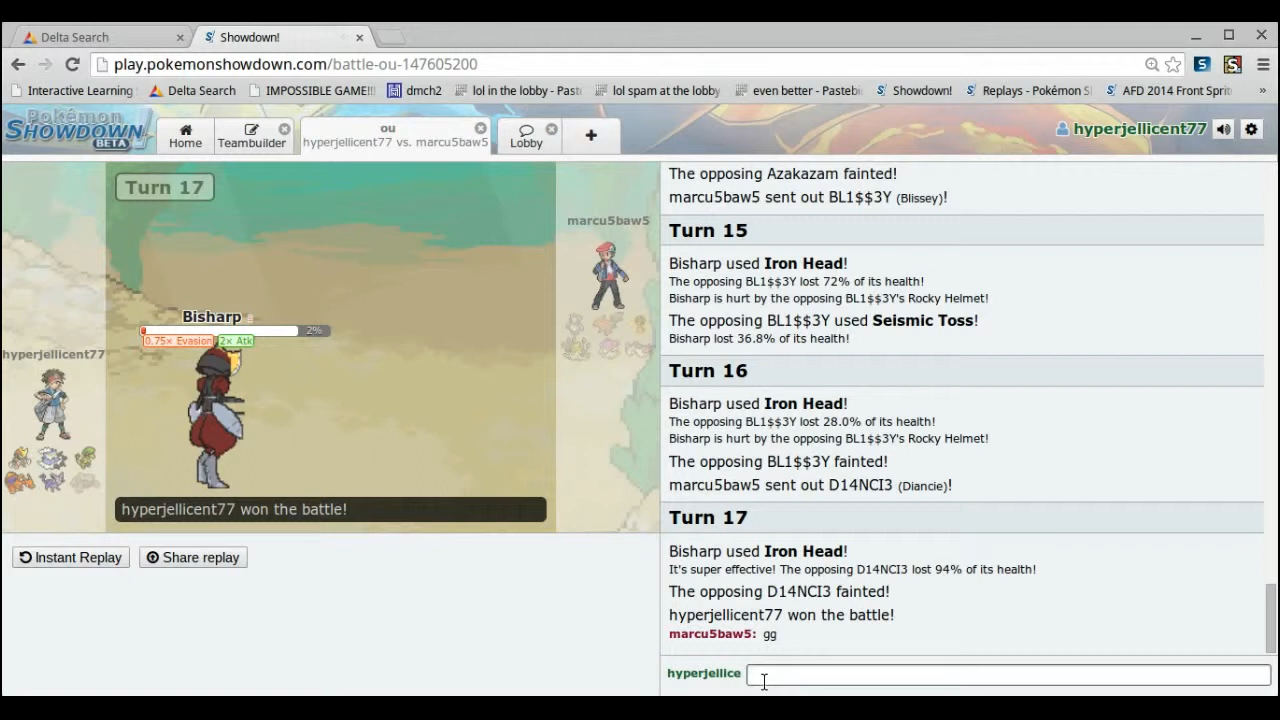 Delta Search
Showdown!
play.pokemonshowdown.com/battle-ou-147605200
Interactive Learning
Delta Search
IMPOSSIBLE GAME!!!
dmch2
lol in the lobby - Paste
lol spam at the lobby
even better - Pastebin
Showdown!
Replays - Pokémon S
AFD 2014 Front Sprit
»
Pokémon
SHOWDOWN!
BETA
Home
Teambuilder
ou
hyperjellicent77 vs. marcu5baw5
Lobby
hyperjellicent77
Turn 17
marcu5baw5
Bisharp
2%
0.75× Evasion
2× Atk
hyperjellicent77
hyperjellicent77 won the battle!
Instant Replay
Share replay
The opposing Azakazam fainted!
marcu5baw5 sent out BL1$$3Y (Blissey)!
Turn 15
Bisharp used Iron Head!
The opposing BL1$$3Y lost 72% of its health!
Bisharp is hurt by the opposing BL1$$3Y's Rocky Helmet!
The opposing BL1$$3Y used Seismic Toss!
Bisharp lost 36.8% of its health!
Turn 16
Bisharp used Iron Head!
The opposing BL1$$3Y lost 28.0% of its health!
Bisharp is hurt by the opposing BL1$$3Y's Rocky Helmet!
The opposing BL1$$3Y fainted!
marcu5baw5 sent out D14NCI3 (Diancie)!
Turn 17
Bisharp used Iron Head!
It's super effective! The opposing D14NCI3 lost 94% of its health!
The opposing D14NCI3 fainted!
hyperjellicent77 won the battle!
marcu5baw5: gg
hyperjellice